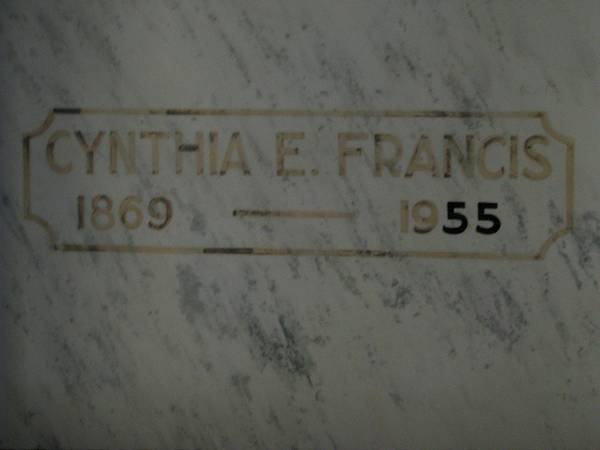 CYNTHIA E. FRANCIS
1869 — 1955